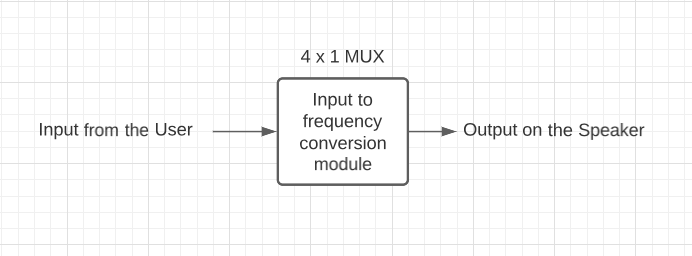 4 x 1 MUX
Input from the User
Input to
frequency
conversion
module
Output on the Speaker